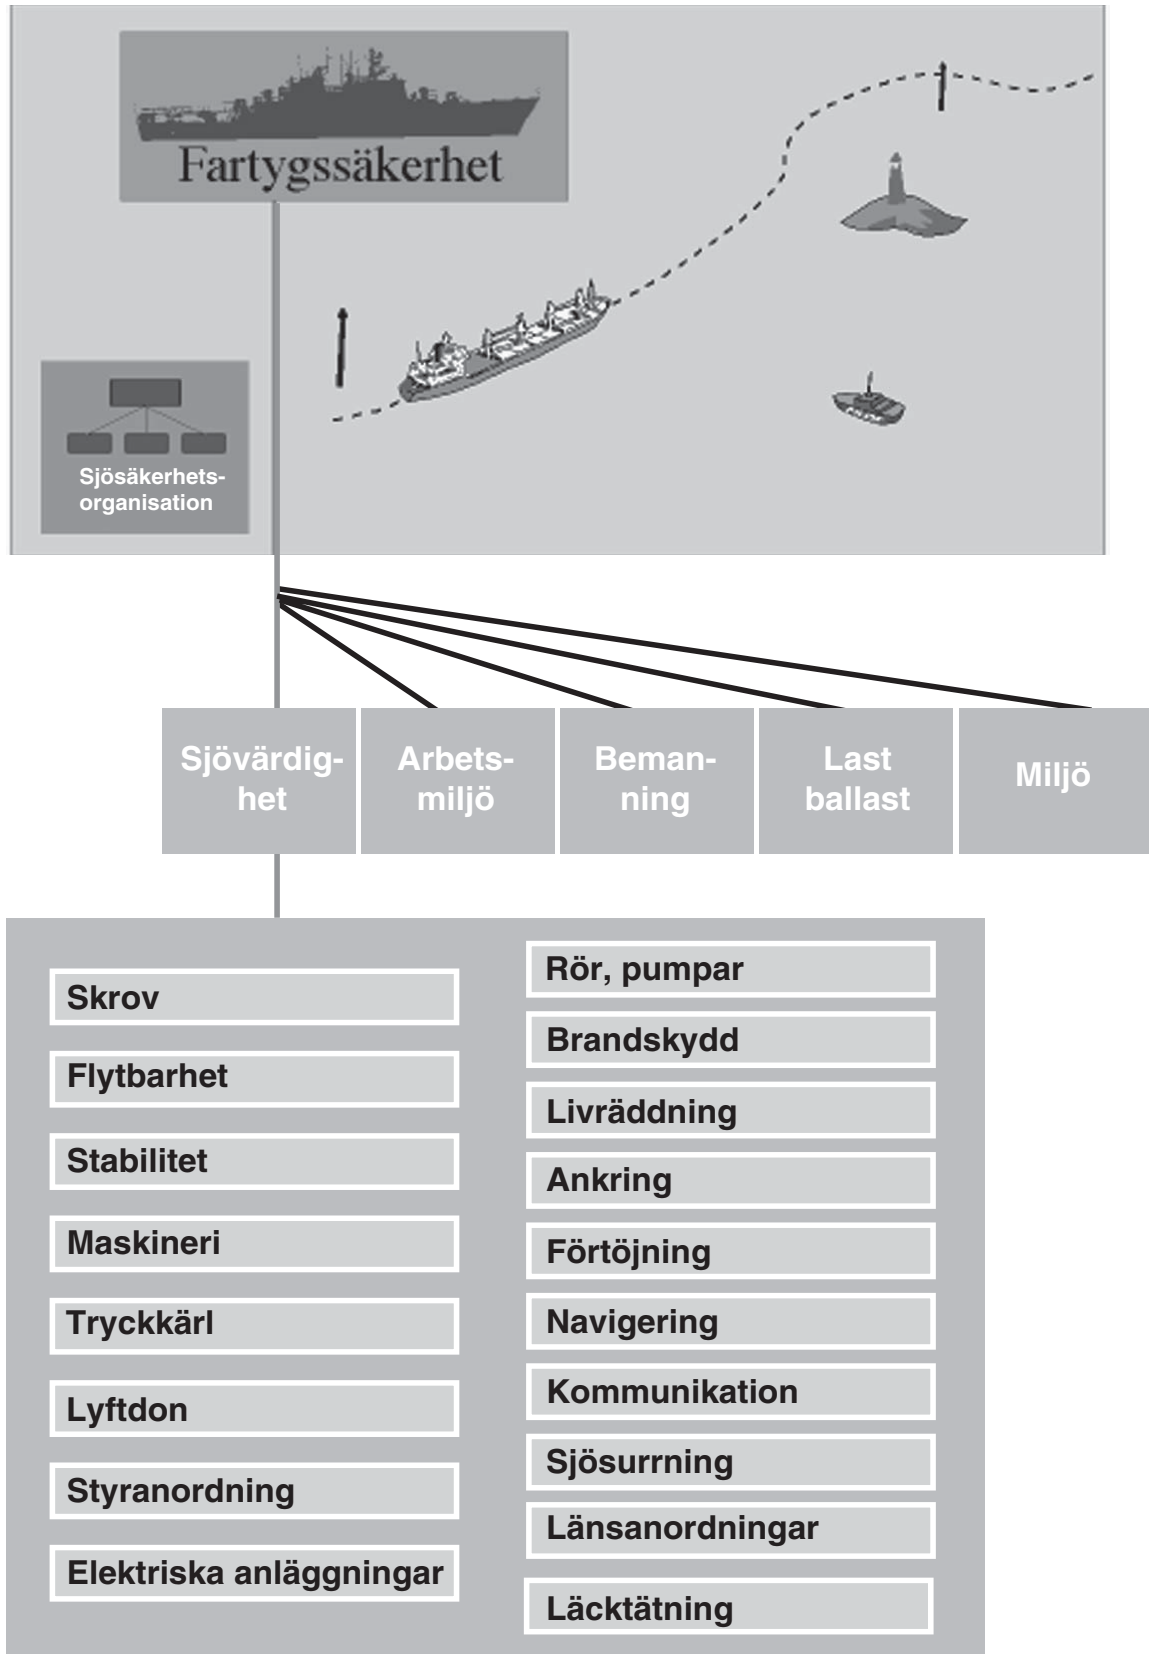 Fartygssäkerhet
Sjösäkerhets-
organisation
Sjövärdig-
het
Arbets-
miljö
Beman-
ning
Last
ballast
Miljö
Skrov
Flytbarhet
Stabilitet
Maskineri
Tryckkärl
Lyftdon
Styranordning
Elektriska anläggningar
Rör, pumpar
Brandskydd
Livräddning
Ankring
Förtöjning
Navigering
Kommunikation
Sjösurrning
Länsanordningar
Läcktätning